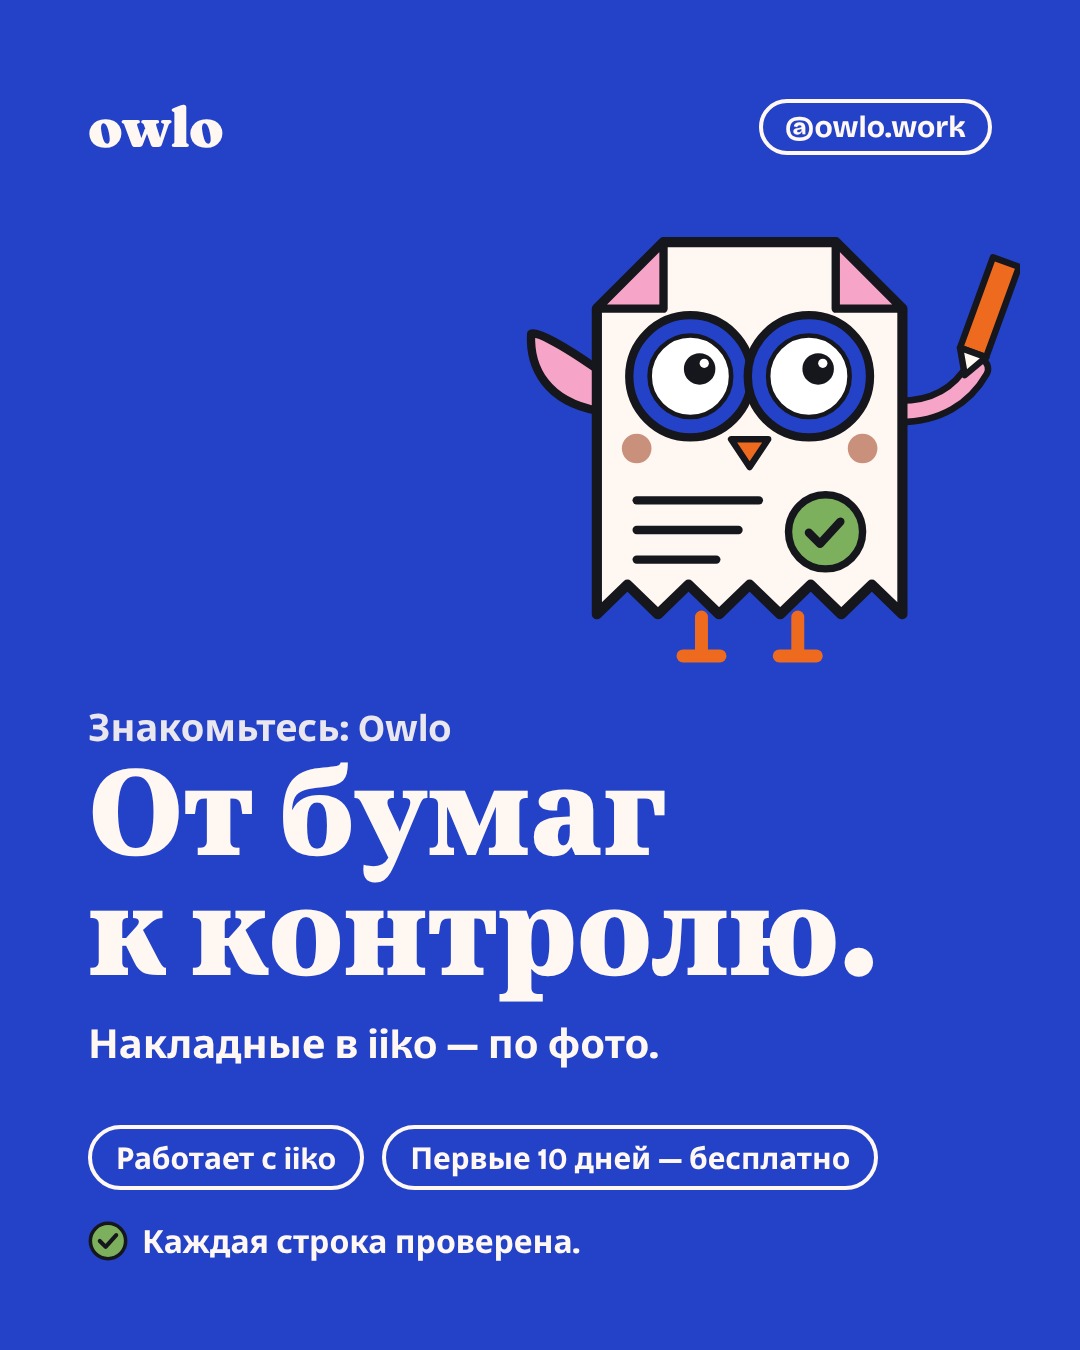 owlo
@owlo.work
Знакомьтесь: Owlo
От бумаг
к контролю.
Накладные в iiko — по фото.
Работает с iiko
Первые 10 дней — бесплатно
Каждая строка проверена.